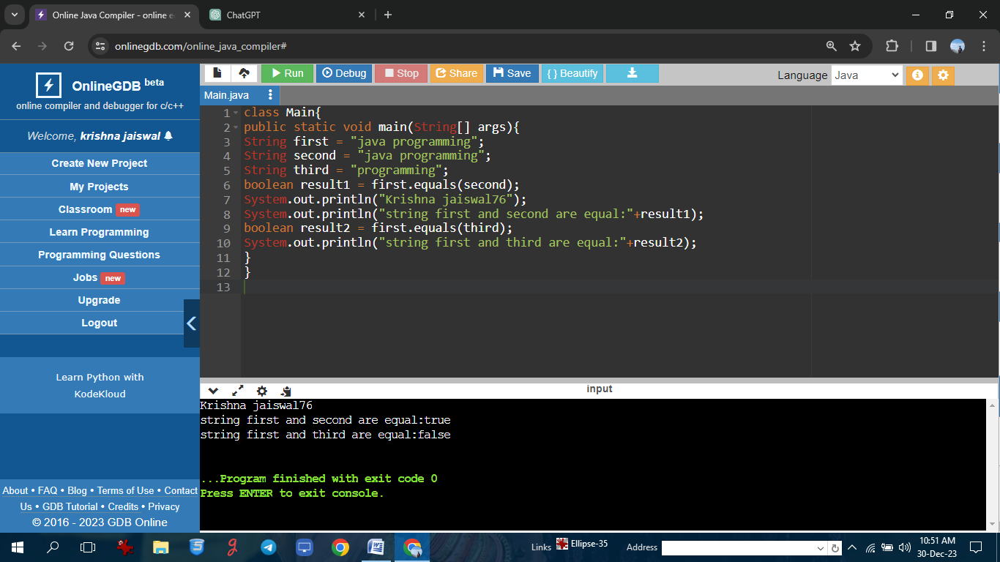 Online Java Compiler - online e
ChatGPT
onlinegdb.com/online_java_compiler#
OnlineGDB beta
online compiler and debugger for c/c++
Welcome, krishna jaiswal
Create New Project
My Projects
Classroom new
Learn Programming
Programming Questions
Jobs new
Upgrade
Logout
Learn Python with
KodeKloud
About • FAQ • Blog • Terms of Use • Contact
Us • GDB Tutorial • Credits • Privacy
© 2016 - 2023 GDB Online
Run Debug Stop Share Save { } Beautify
Language Java
Main.java
1 class Main{
2 public static void main(String[] args){
3 String first = "java programming";
4 String second = "java programming";
5 String third = "programming";
6 boolean result1 = first.equals(second);
7 System.out.println("Krishna jaiswal76");
8 System.out.println("string first and second are equal:"+result1);
9 boolean result2 = first.equals(third);
10 System.out.println("string first and third are equal:"+result2);
11 }
12 }
13
input
Krishna jaiswal76
string first and second are equal:true
string first and third are equal:false
...Program finished with exit code 0
Press ENTER to exit console.
Links Ellipse-35 Address
10:51 AM
30-Dec-23